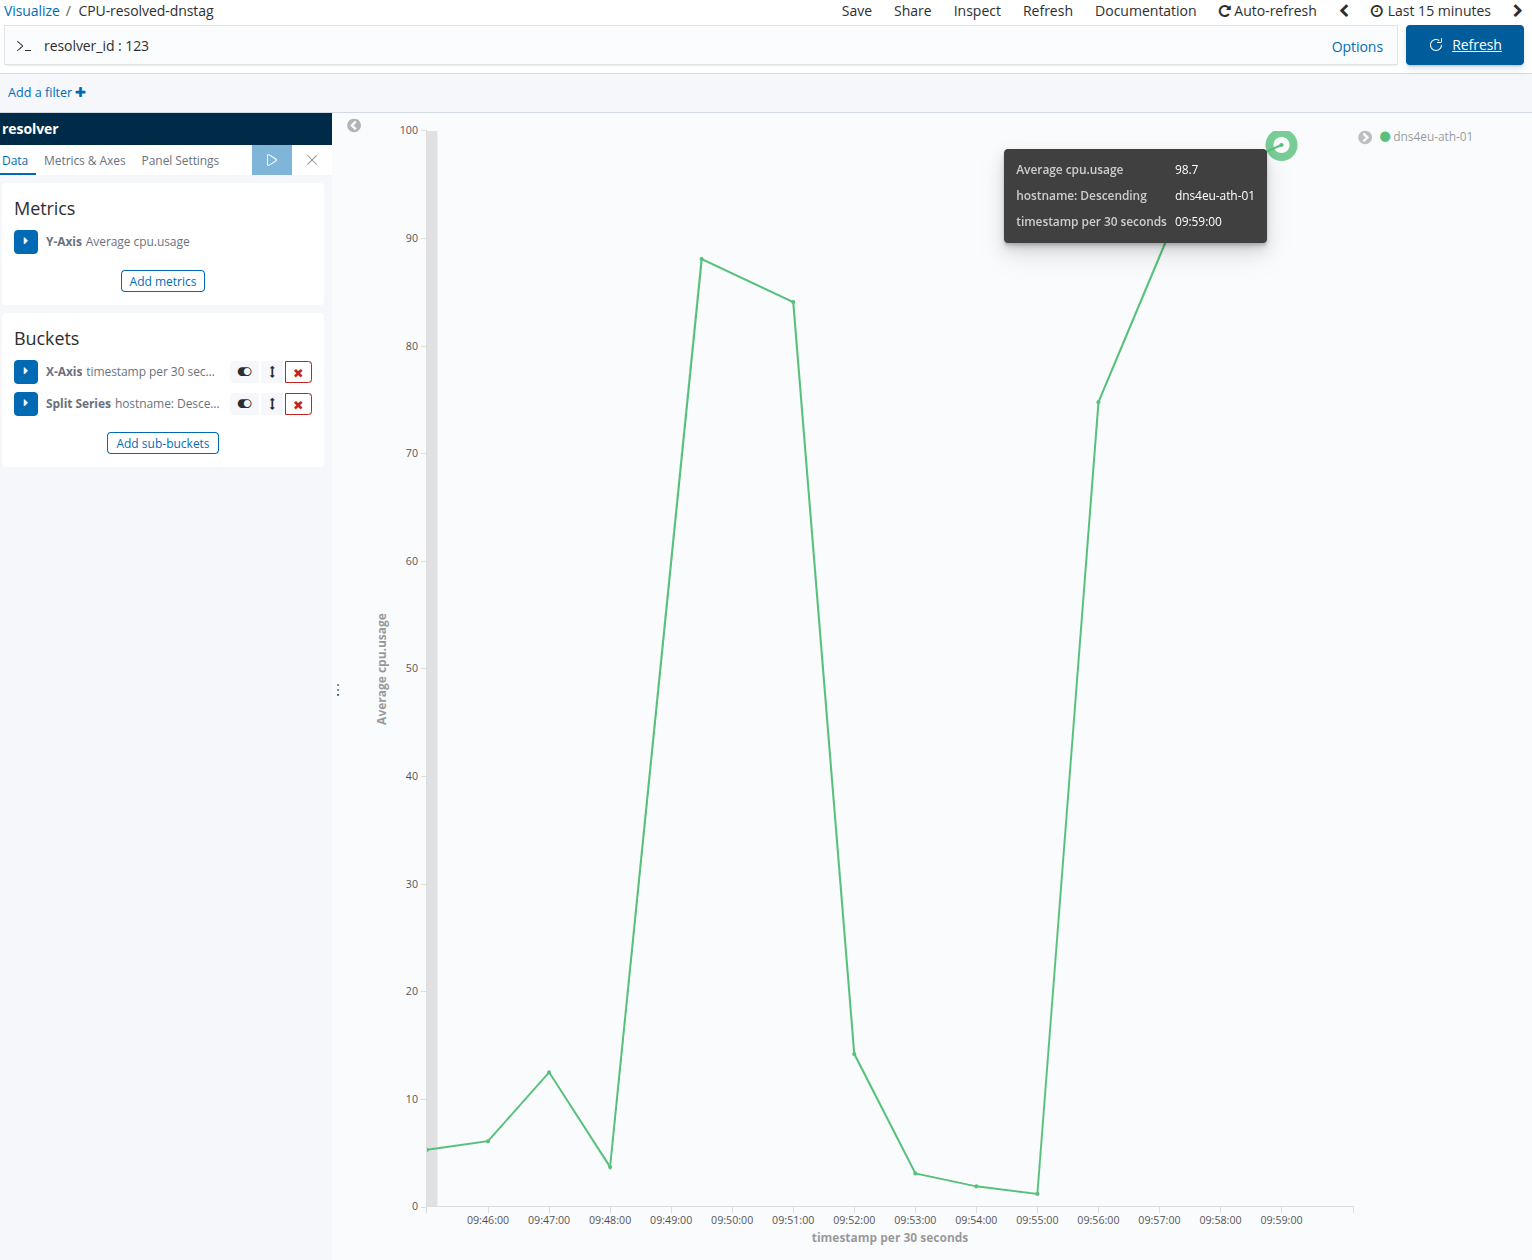 Visualize / CPU-resolved-dnstag
Save Share Inspect Refresh Documentation Auto-refresh Last 15 minutes
>_ resolver_id : 123
Options
Refresh
Add a filter
resolver
Data Metrics & Axes Panel Settings
Metrics
Y-Axis Average cpu.usage
Add metrics
Buckets
X-Axis timestamp per 30 sec...
Split Series hostname: Desce...
Add sub-buckets
100
90
80
70
60
50
40
30
20
10
0
Average cpu.usage
Average cpu.usage 98.7
hostname: Descending dns4eu-ath-01
timestamp per 30 seconds 09:59:00
dns4eu-ath-01
09:46:00 09:47:00 09:48:00 09:49:00 09:50:00 09:51:00 09:52:00 09:53:00 09:54:00 09:55:00 09:56:00 09:57:00 09:58:00 09:59:00
timestamp per 30 seconds